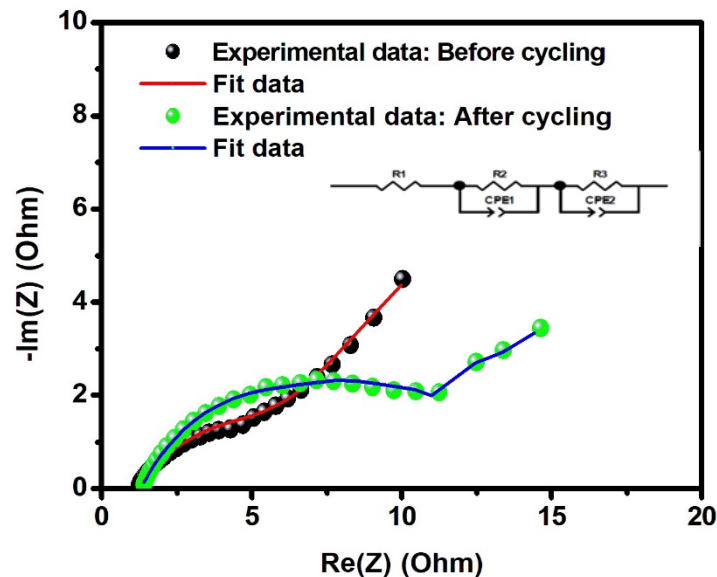 10
Experimental data: Before cycling
Fit data
8
Experimental data: After cycling
Fit data
R1 R2 R3
CPE1 CPE2
6
-Im(Z) (Ohm)
4
2
0
0 5 10 15 20
Re(Z) (Ohm)